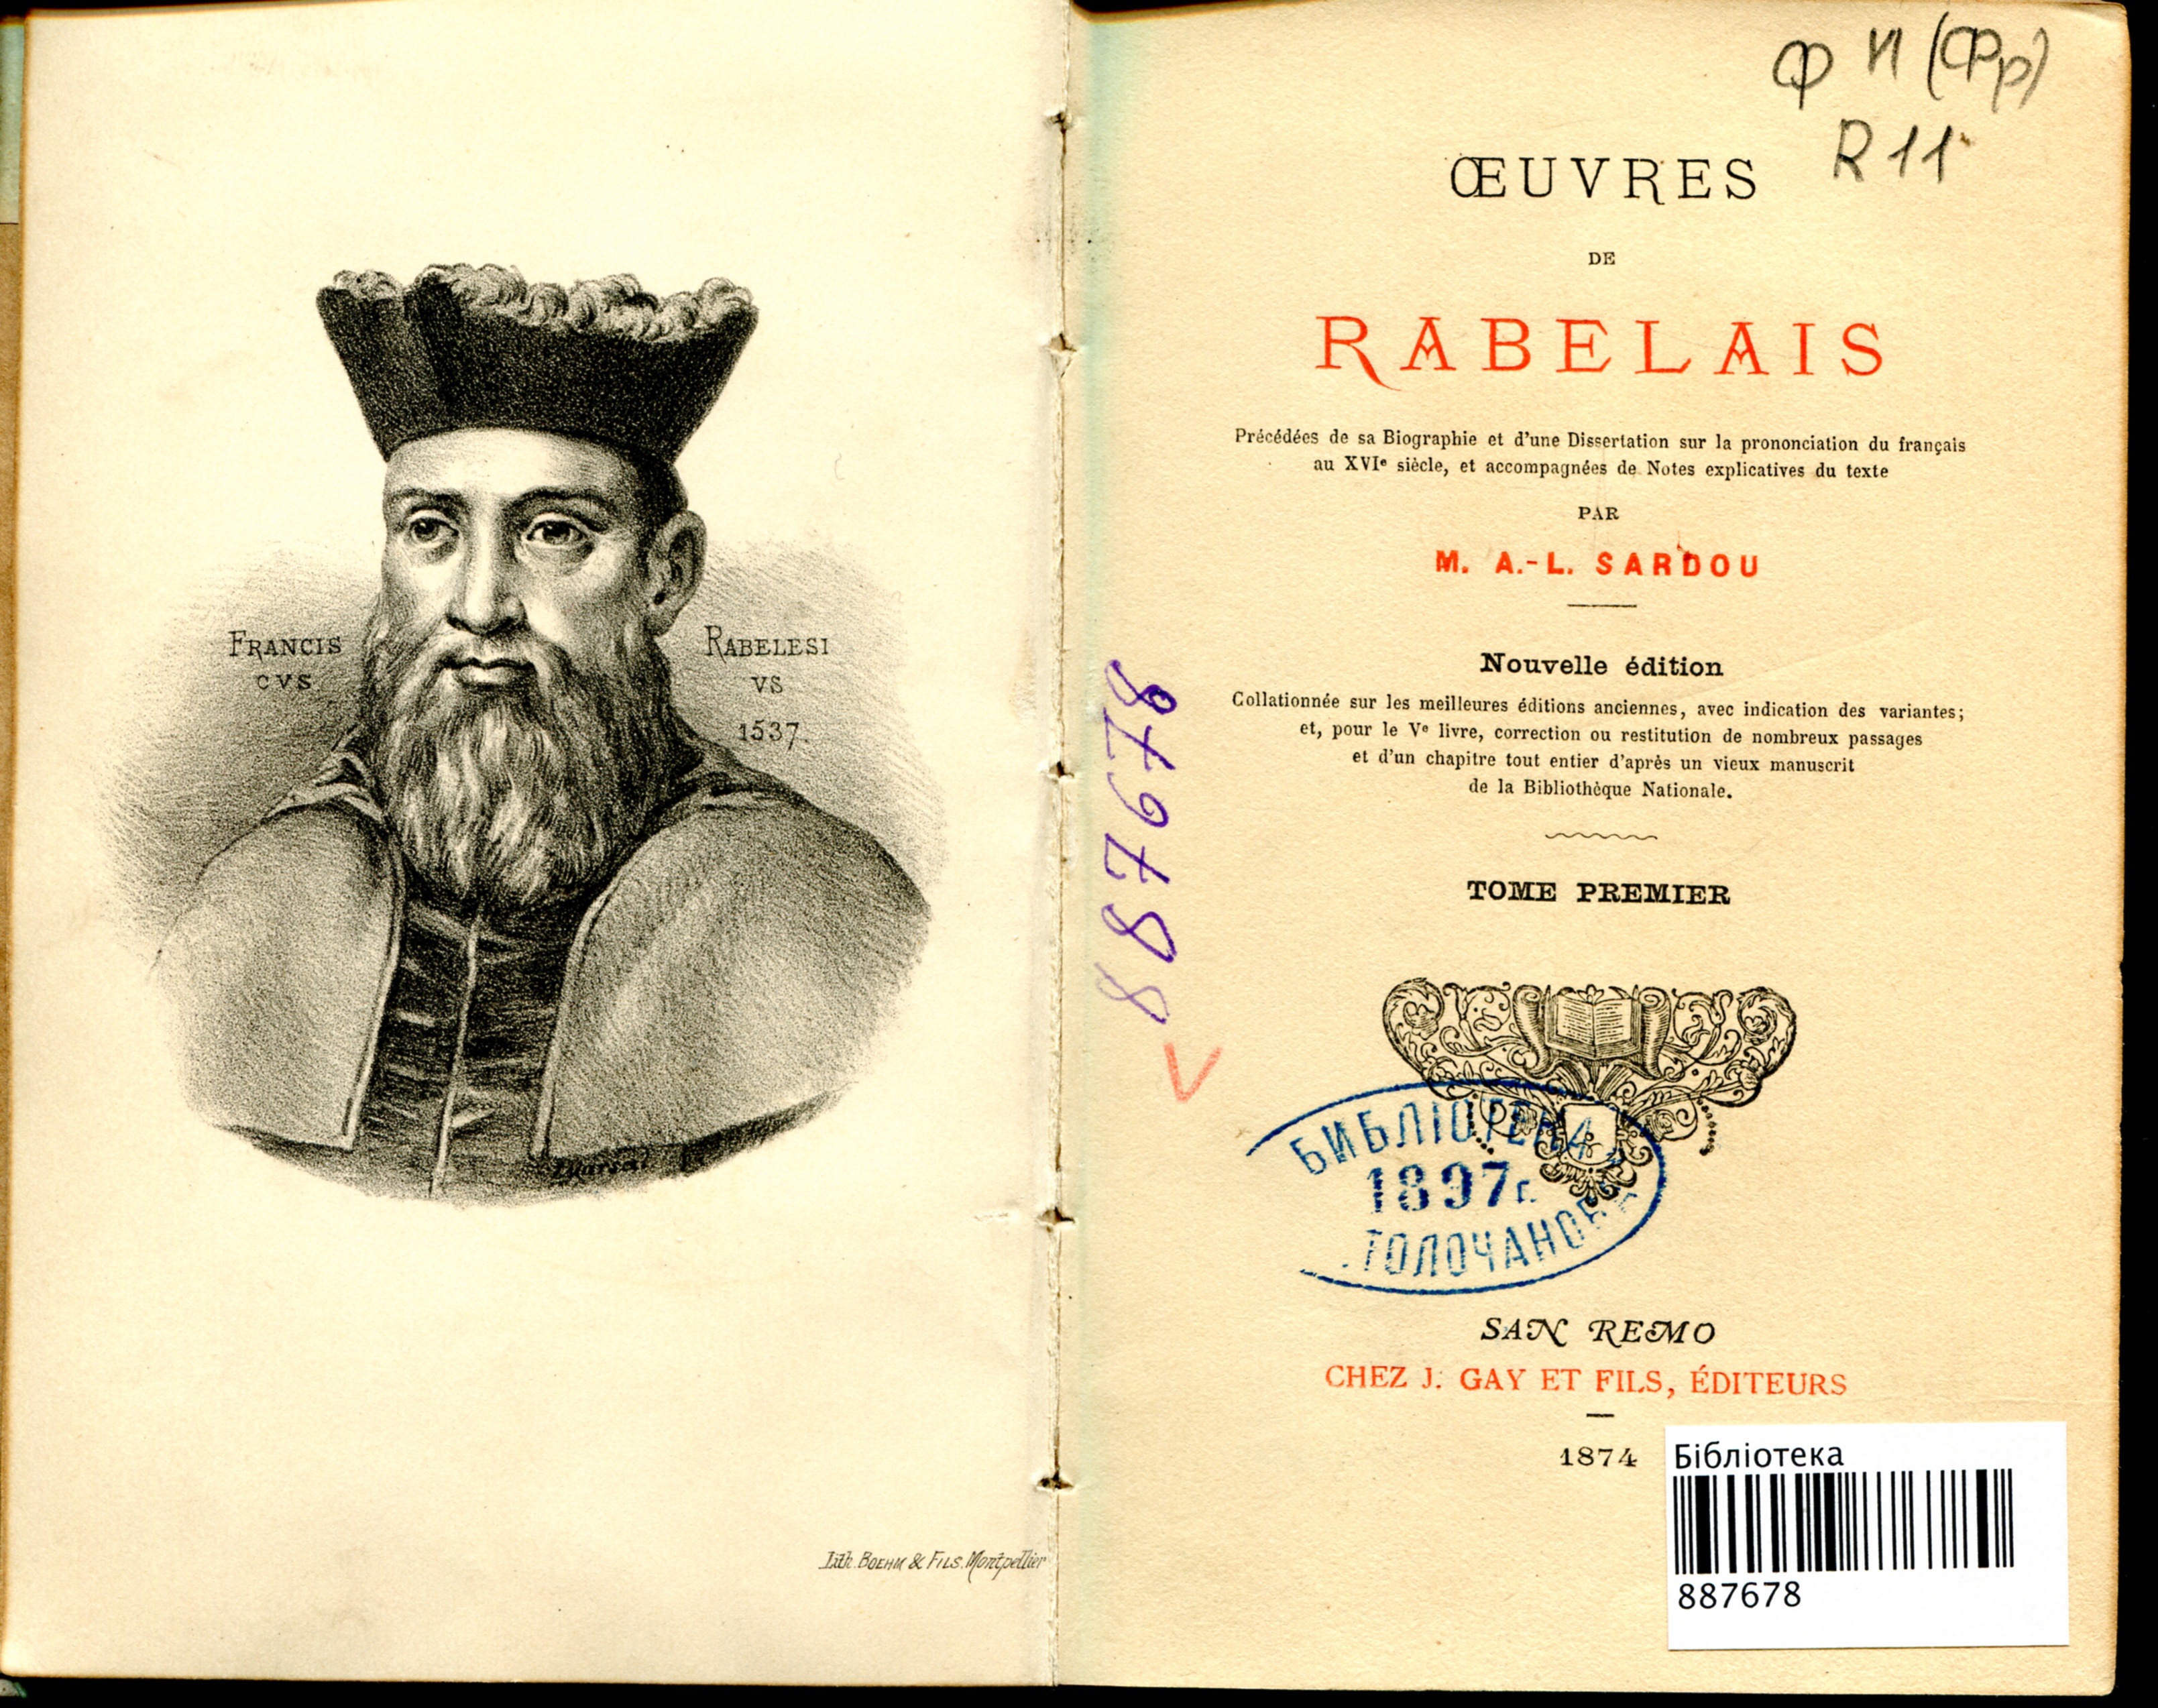 FRANCIS
CVS
RABELESI
VS
1537.
Lith. BOEHM & FILS. Montpellier
Ф И (Фр)
R11
ŒUVRES
DE
RABELAIS
Précédées de sa Biographie et d'une Dissertation sur la prononciation du français
au XVIe siècle, et accompagnées de Notes explicatives du texte
PAR
M. A.-L. SARDOU
Nouvelle édition
Collationnée sur les meilleures éditions anciennes, avec indication des variantes;
et, pour le Ve livre, correction ou restitution de nombreux passages
et d'un chapitre tout entier d'après un vieux manuscrit
de la Bibliothèque Nationale.
887678
TOME PREMIER
БИБЛІОТЕКА
1897г.
SAN REMO
CHEZ J. GAY ET FILS, ÉDITEURS
1874
Бібліотека
887678